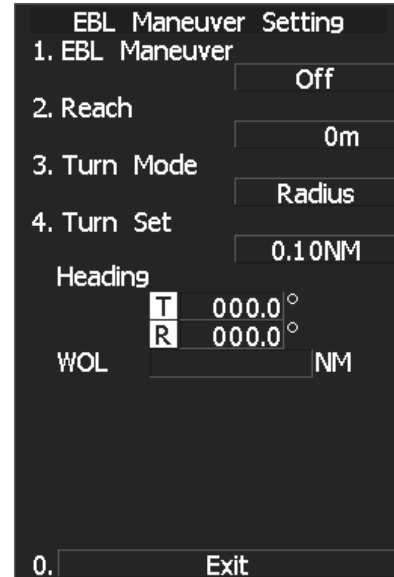 EBL Maneuver Setting
1. EBL Maneuver
Off
2. Reach
0m
3. Turn Mode
Radius
4. Turn Set
0.10NM
Heading
T 000.0°
R 000.0°
WOL NM
0. Exit